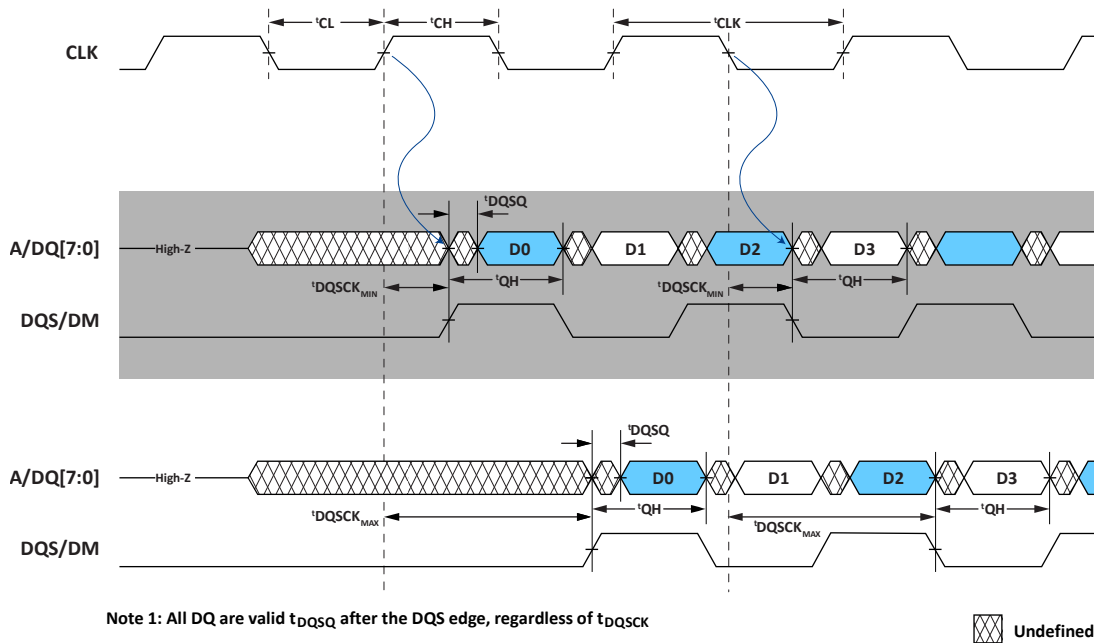 tCL
tCH
tCLK
CLK
tDQSQ
A/DQ[7:0]
High-Z
D0
D1
D2
D3
tDQSCKMIN
tQH
tDQSCKMIN
tQH
DQS/DM
tDQSQ
A/DQ[7:0]
High-Z
D0
D1
D2
D3
tDQSCKMAX
tQH
tDQSCKMAX
tQH
DQS/DM
Note 1: All DQ are valid tDQSQ after the DQS edge, regardless of tDQSCK
Undefined